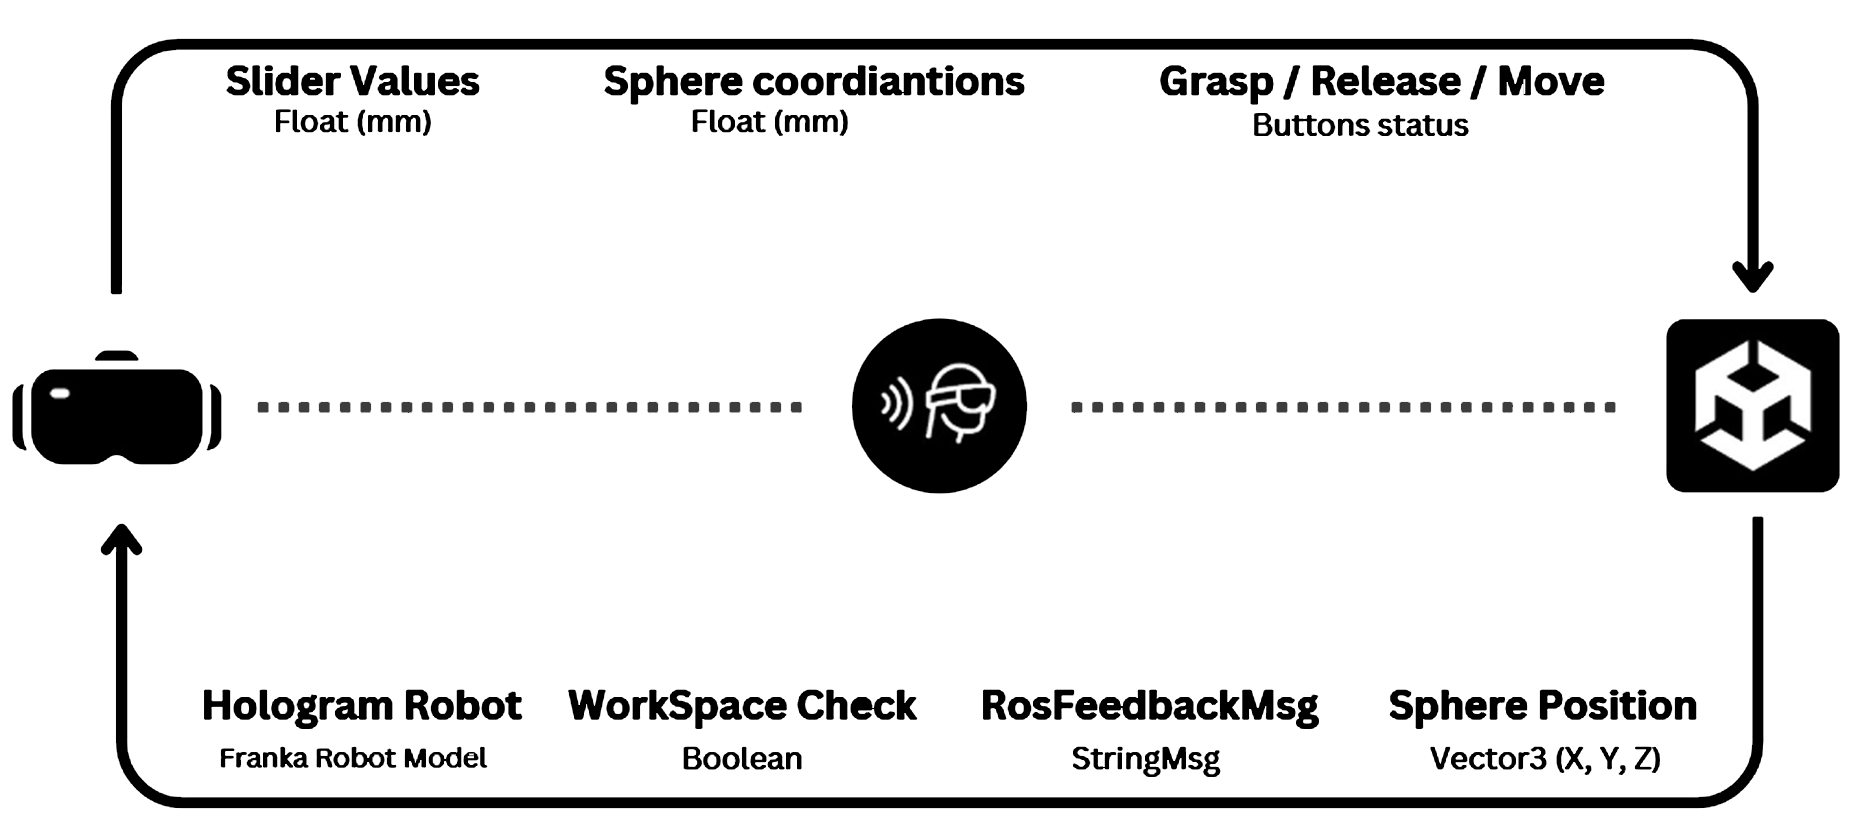 Slider Values
Float (mm)
Sphere coordiantions
Float (mm)
Grasp / Release / Move
Buttons status
Hologram Robot
Franka Robot Model
WorkSpace Check
Boolean
RosFeedbackMsg
StringMsg
Sphere Position
Vector3 (X, Y, Z)